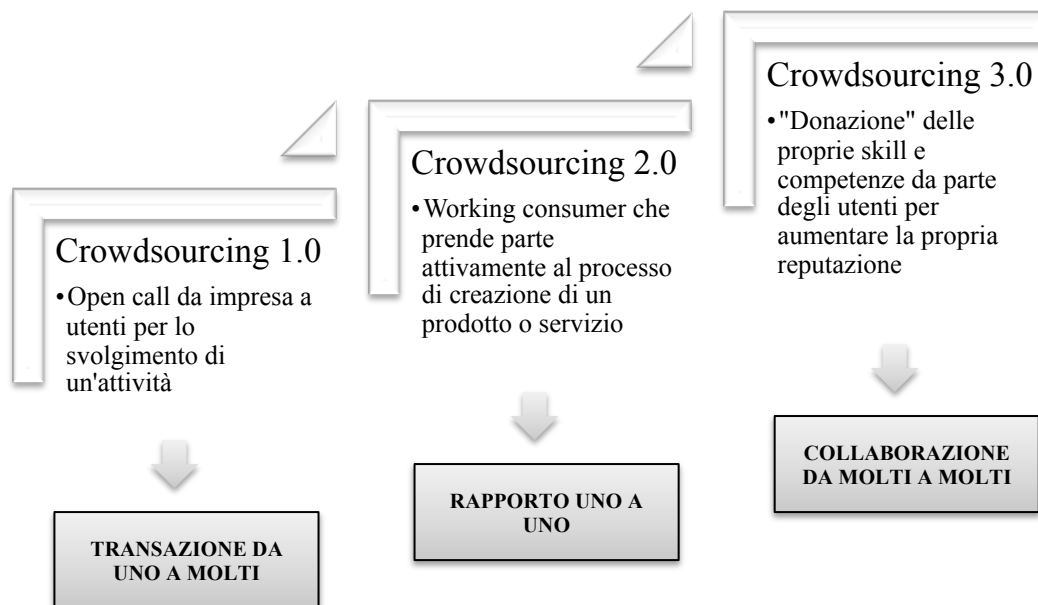 Crowdsourcing 1.0
•Open call da impresa a
utenti per lo
svolgimento di
un'attività
TRANSAZIONE DA
UNO A MOLTI
Crowdsourcing 2.0
•Working consumer che
prende parte
attivamente al processo
di creazione di un
prodotto o servizio
RAPPORTO UNO A
UNO
Crowdsourcing 3.0
•"Donazione" delle
proprie skill e
competenze da parte
degli utenti per
aumentare la propria
reputazione
COLLABORAZIONE
DA MOLTI A MOLTI